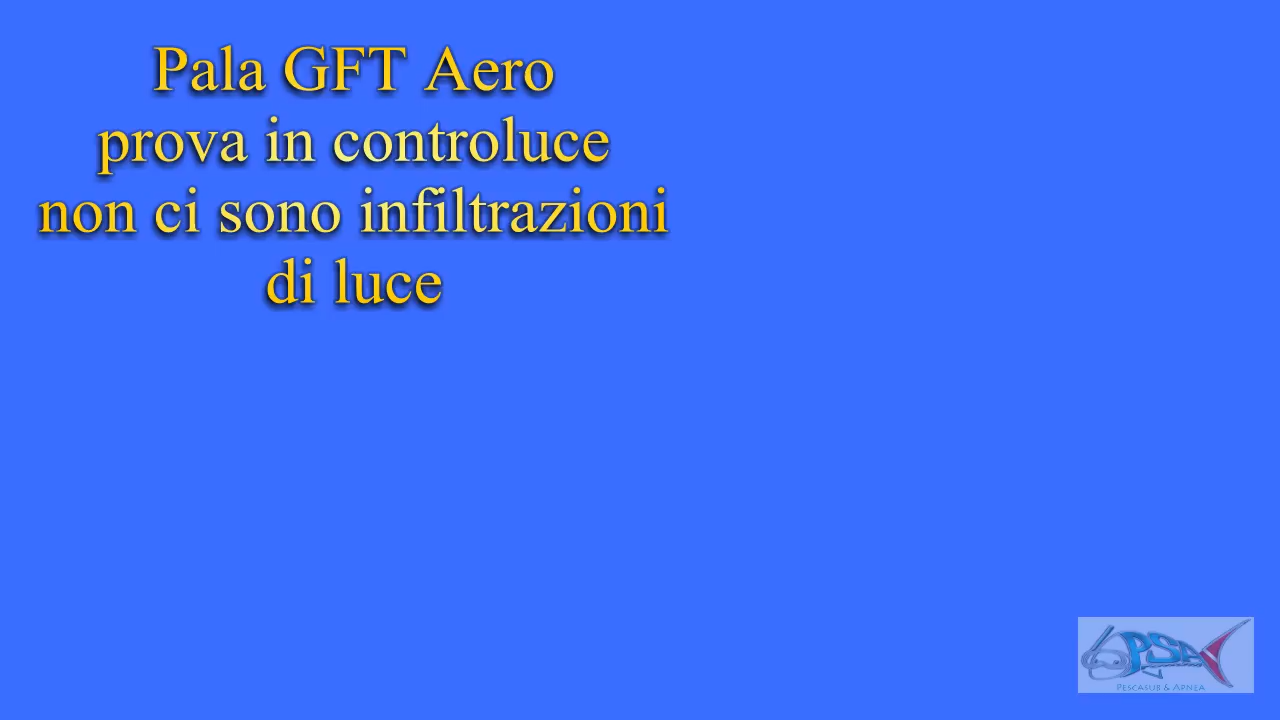 Pala GFT Aero
prova in controluce
non ci sono infiltrazioni
di luce
PSA
PESCASUB & APNEA